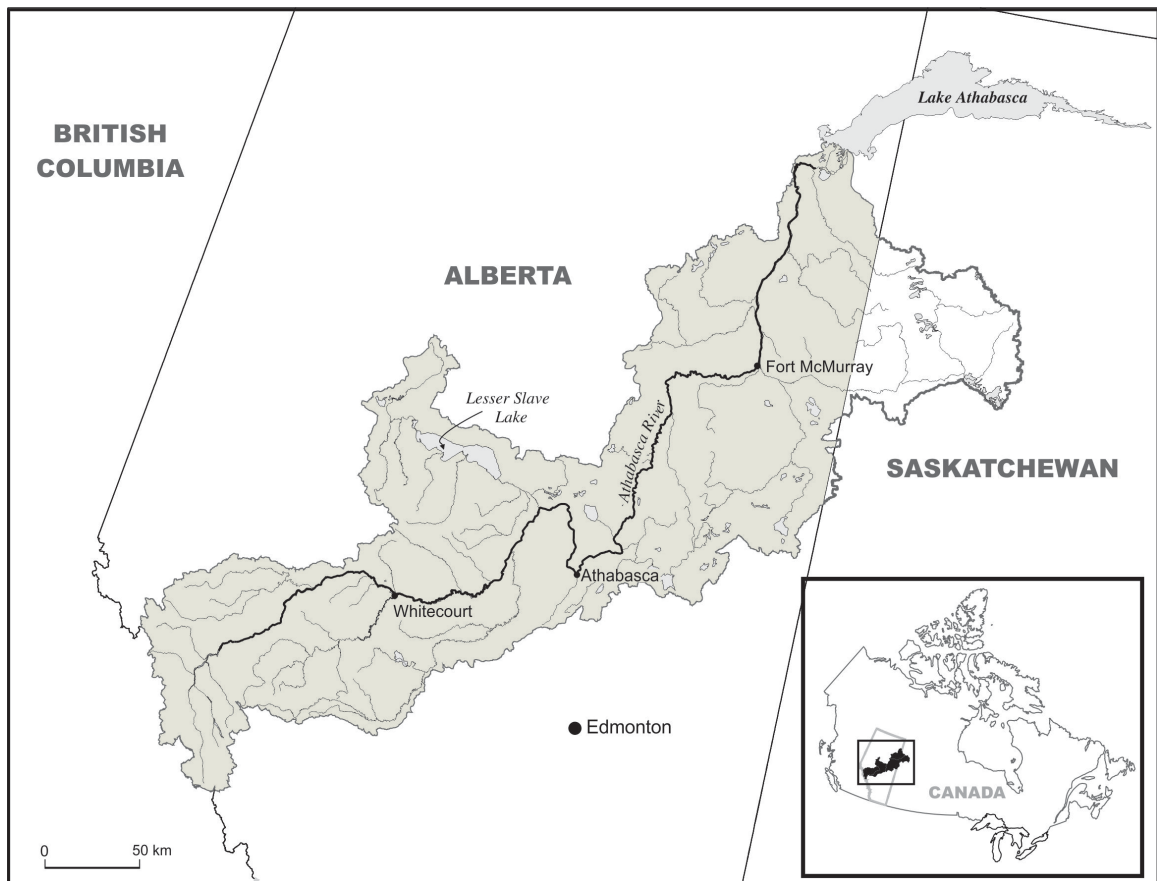 Lake Athabasca
BRITISH
COLUMBIA
ALBERTA
Fort McMurray
Lesser Slave
Lake
Athabasca River
SASKATCHEWAN
Athabasca
Whitecourt
Edmonton
CANADA
0 50 km